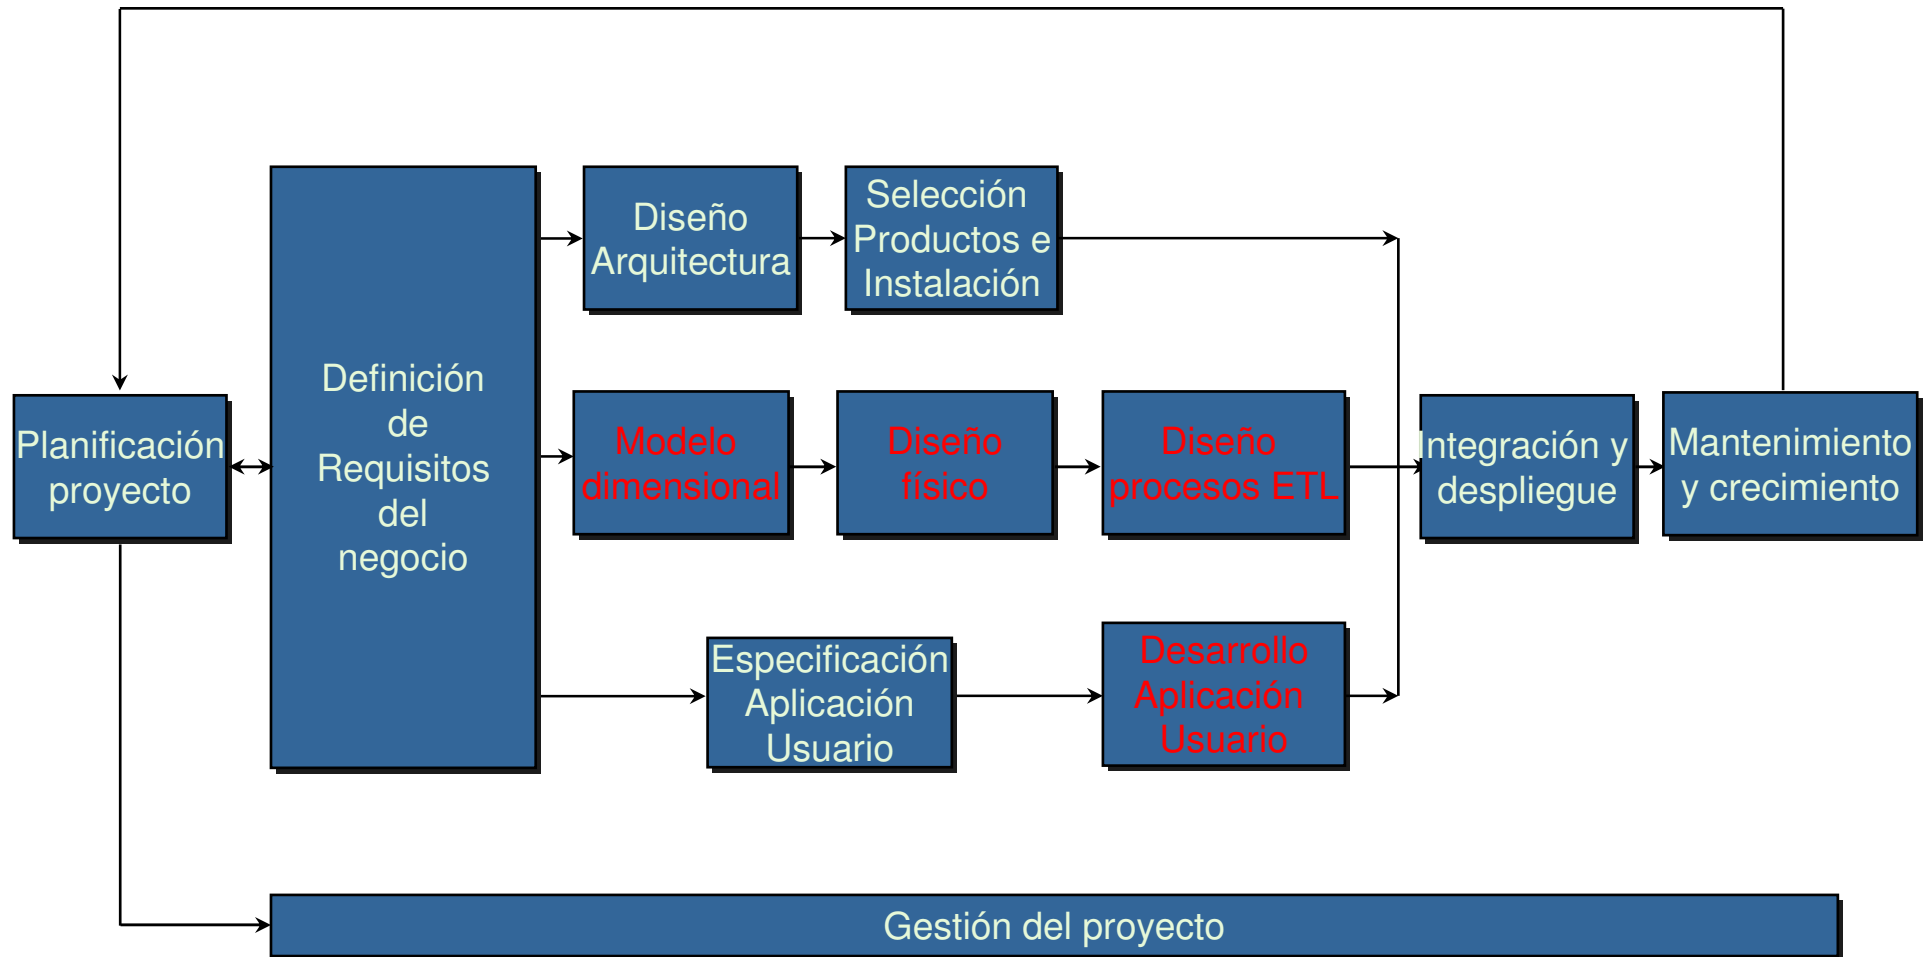 Planificación
proyecto
Definición
de
Requisitos
del
negocio
Diseño
Arquitectura
Selección
Productos e
Instalación
Modelo
dimensional
Diseño
físico
Diseño
procesos ETL
Especificación
Aplicación
Usuario
Desarrollo
Aplicación
Usuario
Integración y
despliegue
Mantenimiento
y crecimiento
Gestión del proyecto